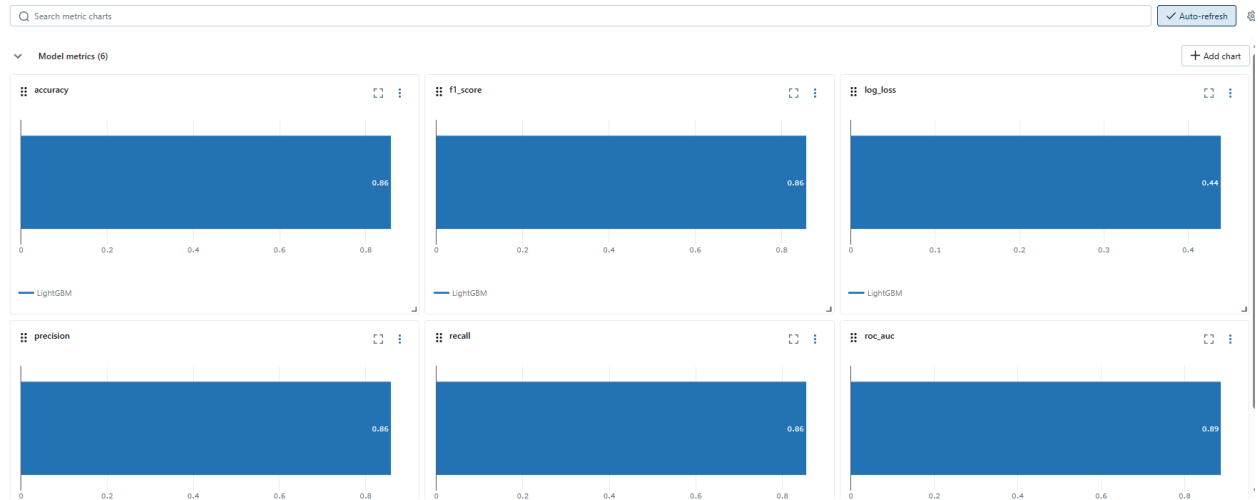 Search metric charts
Auto-refresh
Model metrics (6)
Add chart
accuracy
0.86
0 0.2 0.4 0.6 0.8
LightGBM
f1_score
0.86
0 0.2 0.4 0.6 0.8
LightGBM
log_loss
0.44
0 0.1 0.2 0.3 0.4
LightGBM
precision
0.86
0 0.2 0.4 0.6 0.8
recall
0.86
0 0.2 0.4 0.6 0.8
roc_auc
0.89
0 0.2 0.4 0.6 0.8